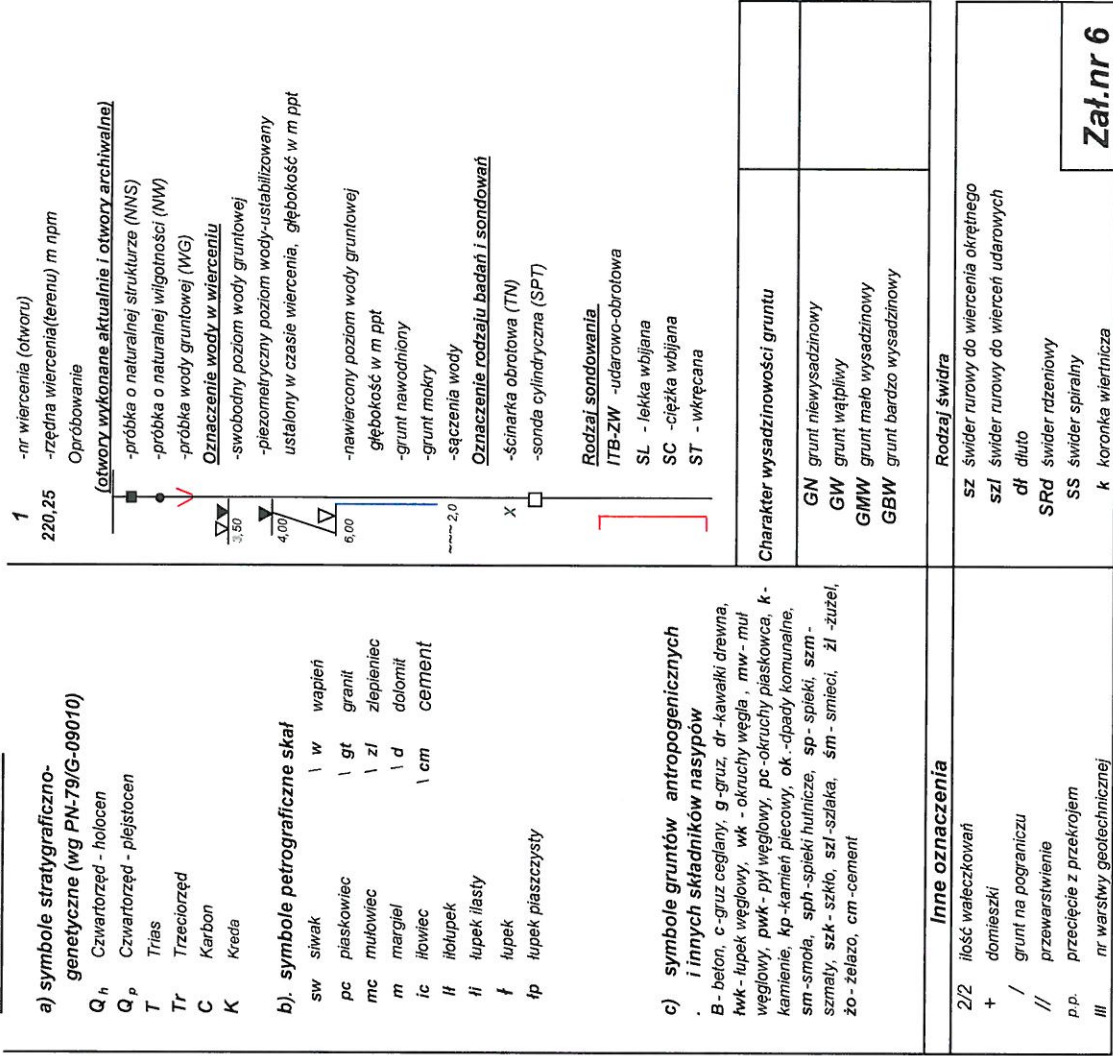 a) symbole stratygraficzno-
genetyczne (wg PN-79/G-09010)
Q h Czwartorzęd - holocen
Q p Czwartorzęd - plejstocen
T Trias
Tr Trzeciorzęd
C Karbon
K Kreda
b). symbole petrograficzne skał
sw siwak \ w wapień
pc piaskowiec \ gt granit
mc mułowiec \ zl zlepieniec
m margiel \ d dolomit
ic iłowiec \ cm cement
łł iłołupek
łi łupek ilasty
ł łupek
łp łupek piaszczysty
c) symbole gruntów antropogenicznych
. i innych składników nasypów
B - beton, c -gruz ceglany, g -gruz, dr -kawałki drewna,
łwk - łupek węglowy, wk - okruchy węgla , mw - muł
węglowy, pwk - pył węglowy, pc -okruchy piaskowca, k -
kamienie, kp -kamień piecowy, ok .-dpady komunalne,
sm -smoła, sph -spieki hutnicze, sp - spieki, szm -
szmaty, szk - szkło, szl -szlaka, śm - smieci, żl -żużel,
żo - żelazo, cm -cement
1 -nr wiercenia (otworu)
220,25 -rzędna wiercenia(terenu) m npm
Opróbowanie
(otwory wykonane aktualnie i otwory archiwalne)
-próbka o naturalnej strukturze (NNS)
-próbka o naturalnej wilgotności (NW)
-próbka wody gruntowej (WG)
Oznaczenie wody w wierceniu
3,50 -swobodny poziom wody gruntowej
4,00 -piezometryczny poziom wody-ustabilizowany
ustalony w czasie wiercenia, głębokość w m ppt
6,00 -nawiercony poziom wody gruntowej
głębokość w m ppt
-grunt nawodniony
-grunt mokry
~~~ 2,0 -sączenia wody
Oznaczenie rodzaju badań i sondowań
X -ścinarka obrotowa (TN)
-sonda cylindryczna (SPT)
Rodzaj sondowania
ITB-ZW -udarowo-obrotowa
SL - lekka wbijana
SC -ciężka wbijana
ST - wkręcana
Charakter wysadzinowości gruntu
GN grunt niewysadzinowy
GW grunt wątpliwy
GMW grunt mało wysadzinowy
GBW grunt bardzo wysadzinowy
Inne oznaczenia
2/2 ilość wałeczkowań
+ domieszki
/ grunt na pograniczu
// przewarstwienie
p.p. przecięcie z przekrojem
III nr warstwy geotechnicznej
Rodzaj świdra
sz świder rurowy do wiercenia okrętnego
szl świder rurowy do wierceń udarowych
dł dłuto
SRd świder rdzeniowy
SS świder spiralny
k koronka wiertnicza
Zał.nr 6